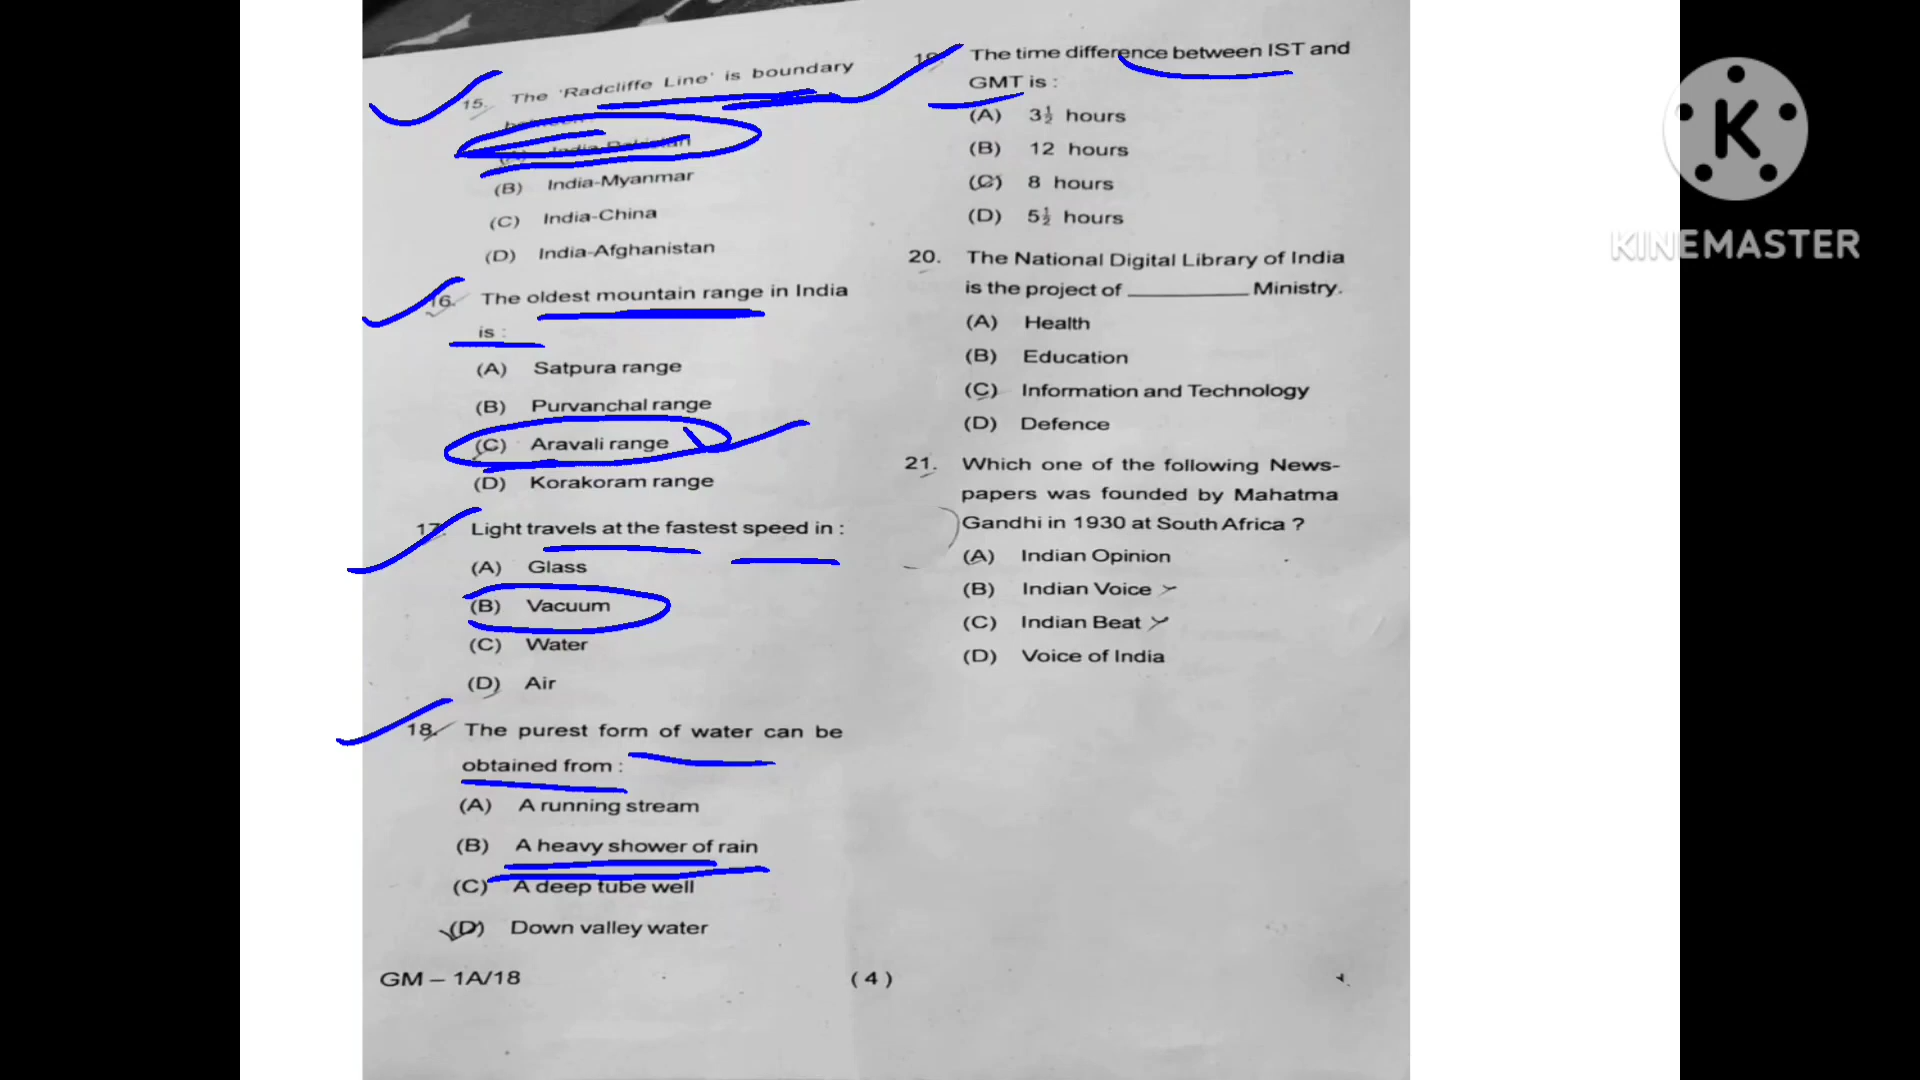 15. The 'Radcliffe Line' is boundary
between
(A) India-Pakistan
(B) India-Myanmar
(C) India-China
(D) India-Afghanistan
16. The oldest mountain range in India
is :
(A) Satpura range
(B) Purvanchal range
(C) Aravali range
(D) Korakoram range
17. Light travels at the fastest speed in :
(A) Glass
(B) Vacuum
(C) Water
(D) Air
18. The purest form of water can be
obtained from :
(A) A running stream
(B) A heavy shower of rain
(C) A deep tube well
(D) Down valley water
GM – 1A/18
19. The time difference between IST and
GMT is :
(A) 3½ hours
(B) 12 hours
(C) 8 hours
(D) 5½ hours
20. The National Digital Library of India
is the project of __________ Ministry.
(A) Health
(B) Education
(C) Information and Technology
(D) Defence
21. Which one of the following News-
papers was founded by Mahatma
Gandhi in 1930 at South Africa ?
(A) Indian Opinion
(B) Indian Voice
(C) Indian Beat
(D) Voice of India
( 4 )
K
KINEMASTER